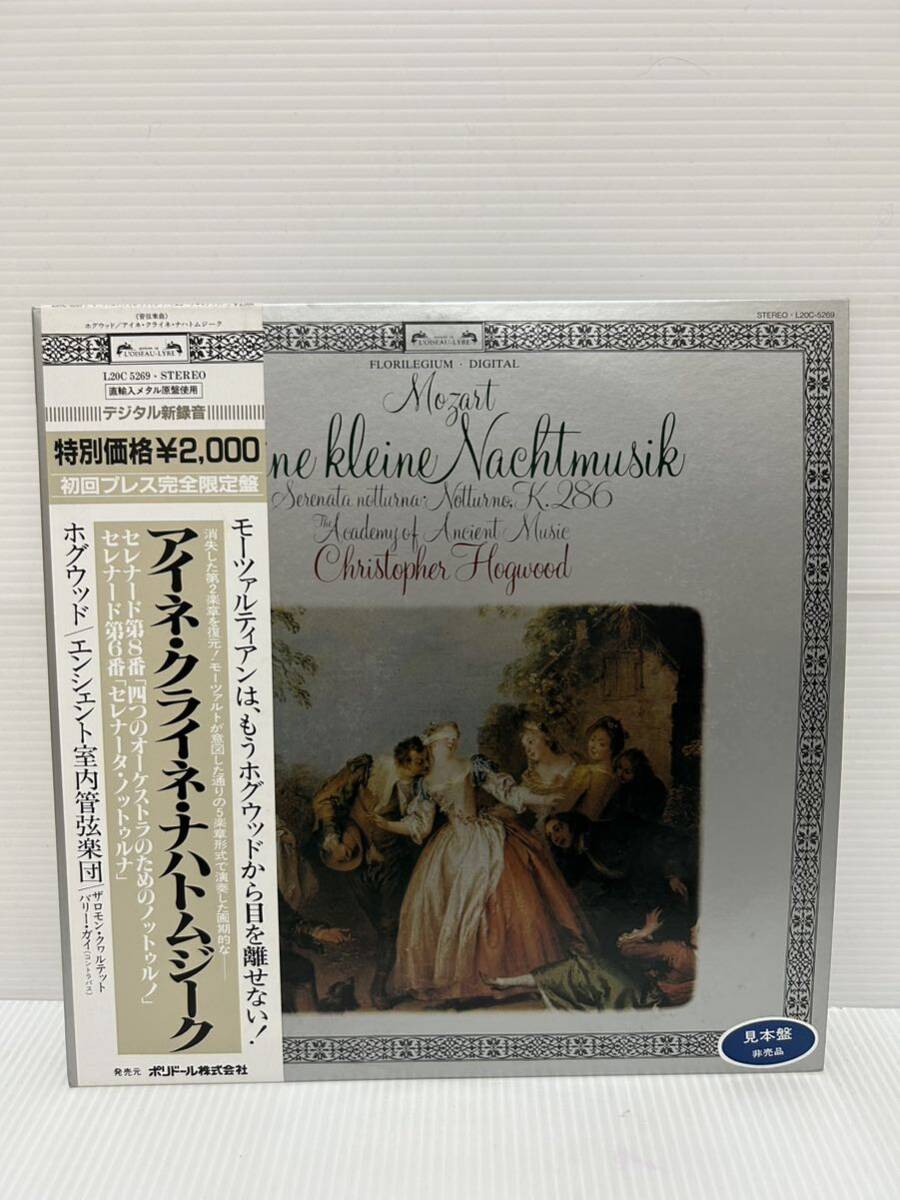 (管弦楽曲)
ホグウッド/アイネ・クライネ・ナハトムジーク
L'OISEAU-LYRE
L20C 5269・STEREO
直輸入メタル原盤使用
デジタル新録音
特別価格¥2,000
初回プレス完全限定盤
モーツァルティアンは、もうホグウッドから目を離せない!
消失した第2楽章を復元!モーツァルトが意図した通りの5楽章形式で演奏した画期的な——
アイネ・クライネ・ナハトムジーク
セレナード第8番「四つのオーケストラのためのノットゥルノ」
セレナード第6番「セレナータ・ノットゥルナ」
ホグウッド/エンシェント室内管弦楽団/
ザロモン・クヮルテット
バリー・ガイ(コントラバス)
発売元 ポリドール株式会社
STEREO・L20C-5269
L'OISEAU-LYRE
FLORILEGIUM・DIGITAL
Mozart
ne kleine Nachtmusik
Serenata notturna・Notturno, K.286
The Academy of Ancient Music
Christopher Hogwood
見本盤
非売品